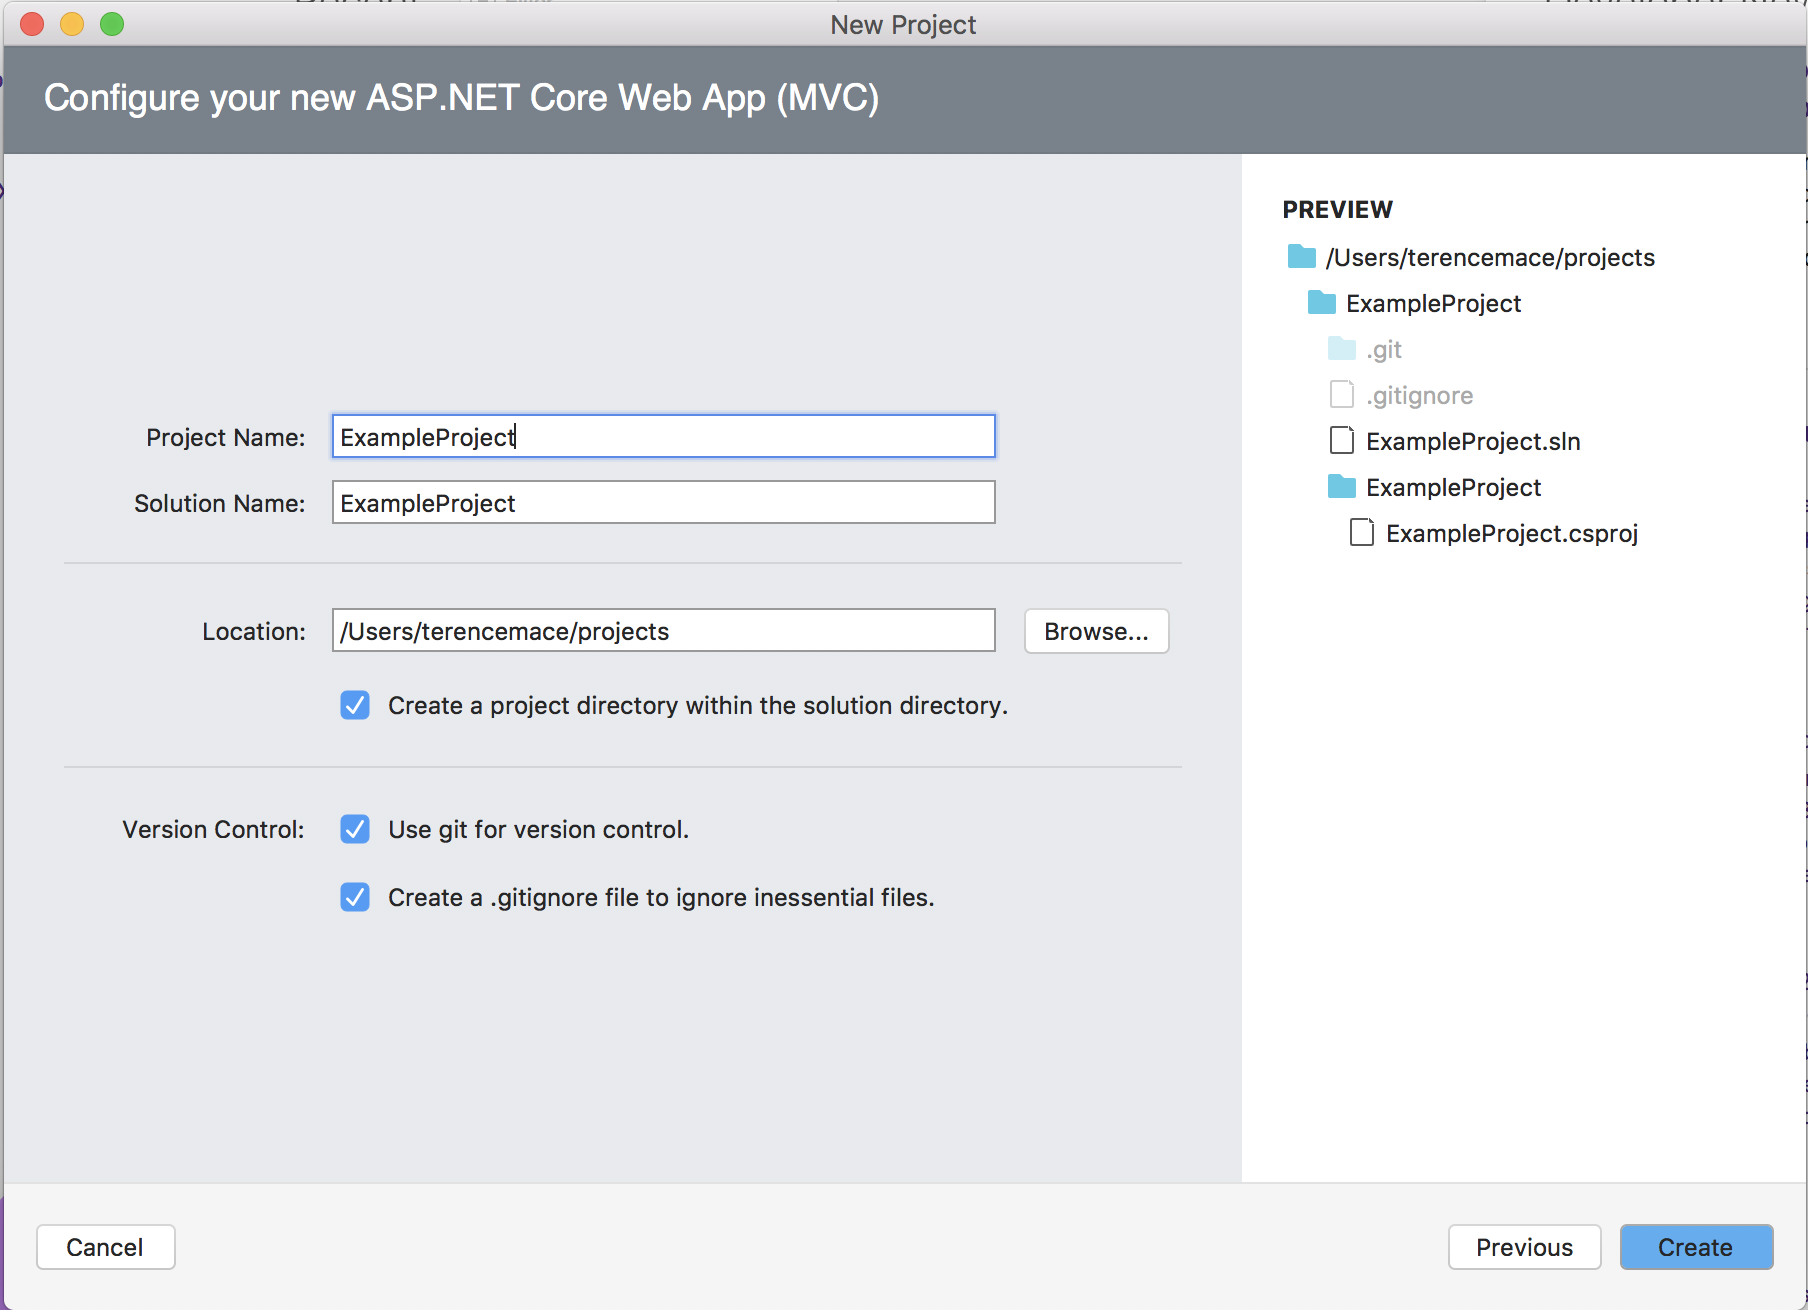 New Project
Configure your new ASP.NET Core Web App (MVC)
Project Name: ExampleProject
Solution Name: ExampleProject
Location: /Users/terencemace/projects Browse...
Create a project directory within the solution directory.
Version Control: Use git for version control.
Create a .gitignore file to ignore inessential files.
PREVIEW
/Users/terencemace/projects
ExampleProject
.git
.gitignore
ExampleProject.sln
ExampleProject
ExampleProject.csproj
Cancel Previous Create